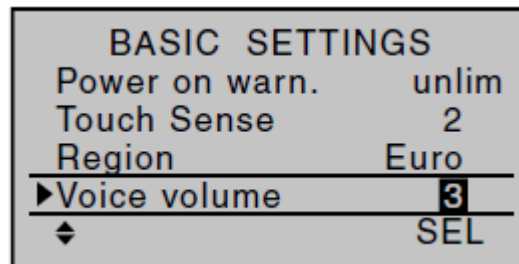 BASIC SETTINGS
Power on warn. unlim
Touch Sense 2
Region Euro
Voice volume 3
SEL